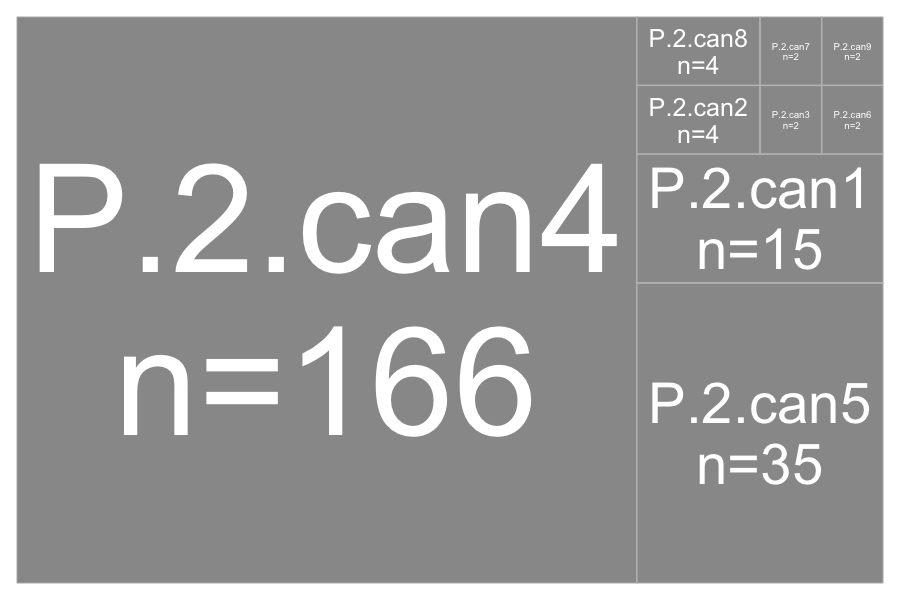 P.2.can4
n=166
P.2.can8
n=4
P.2.can7
n=2
P.2.can9
n=2
P.2.can2
n=4
P.2.can3
n=2
P.2.can6
n=2
P.2.can1
n=15
P.2.can5
n=35